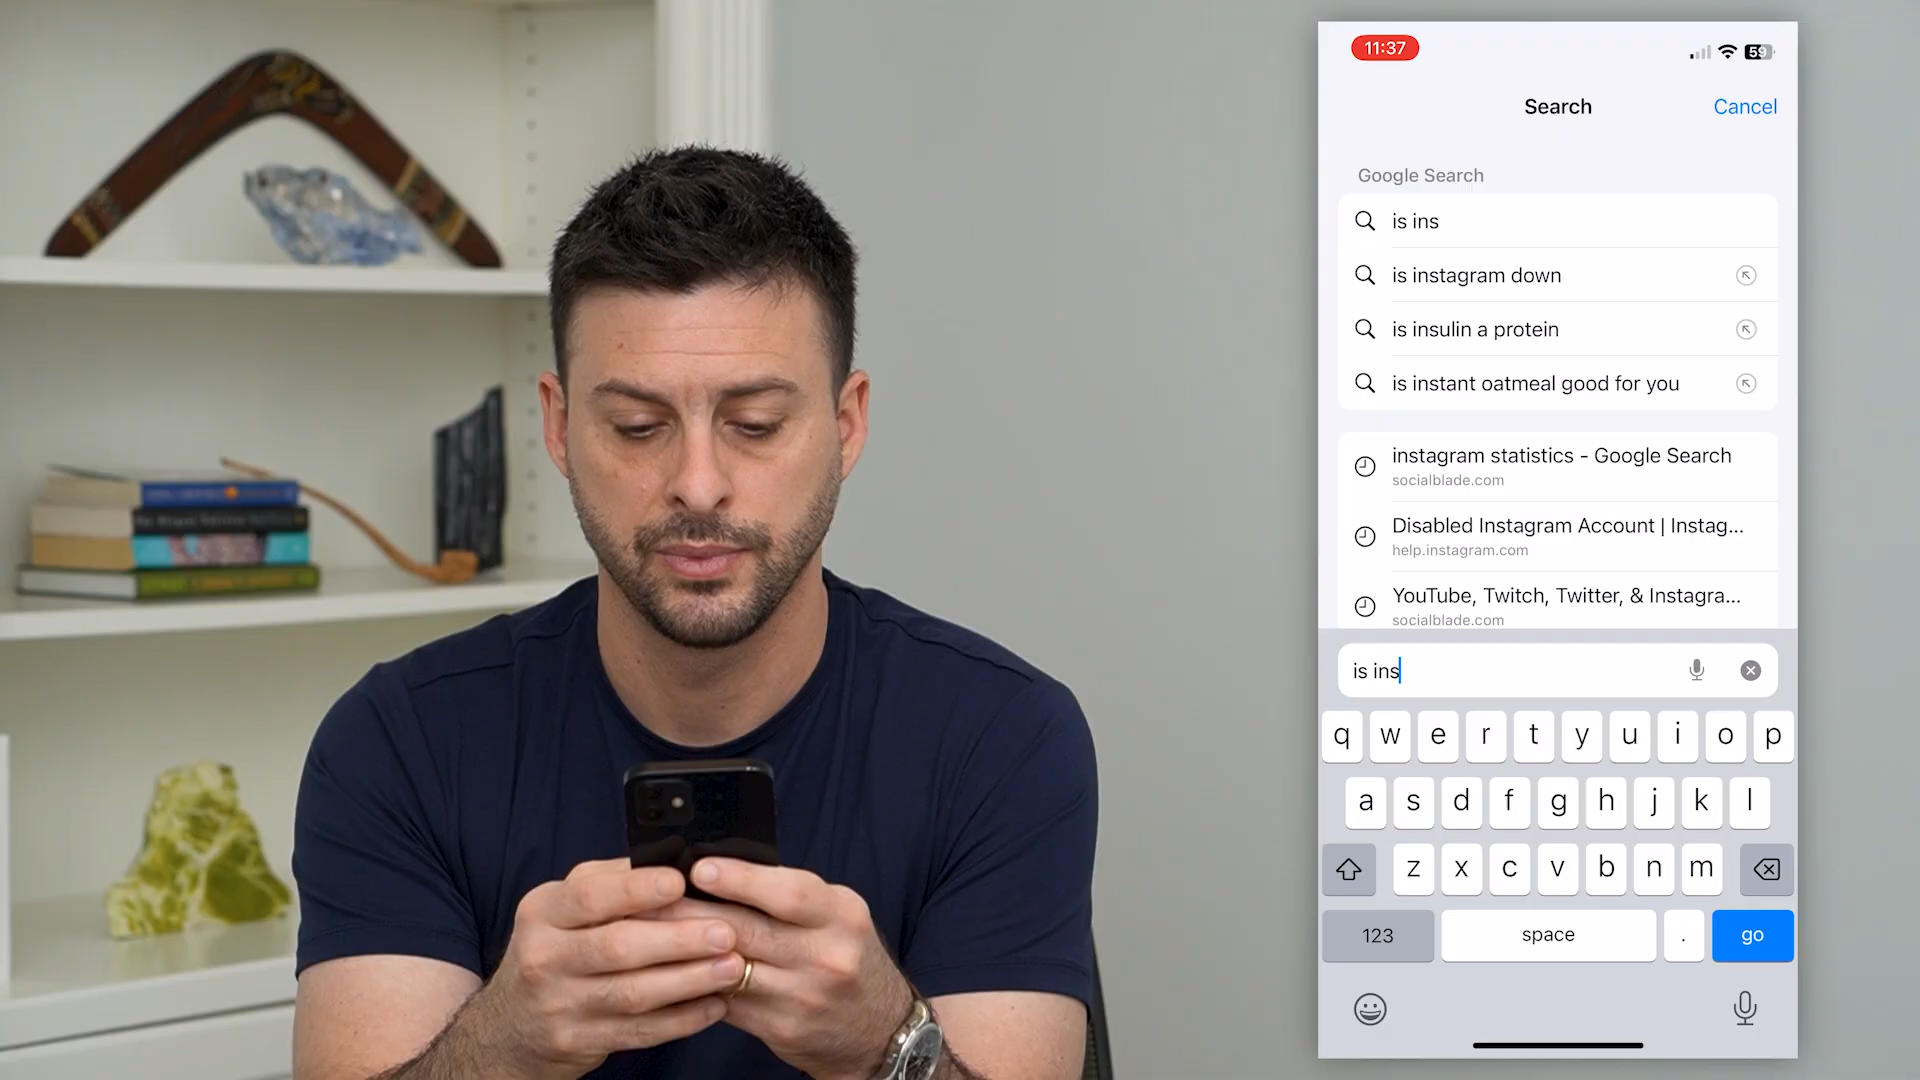 11:37
59
Search
Cancel
Google Search
is ins
is instagram down
is insulin a protein
is instant oatmeal good for you
instagram statistics - Google Search
socialblade.com
Disabled Instagram Account | Instag...
help.instagram.com
YouTube, Twitch, Twitter, & Instagra...
socialblade.com
is ins
q w e r t y u i o p
a s d f g h j k l
z x c v b n m
123 space . go